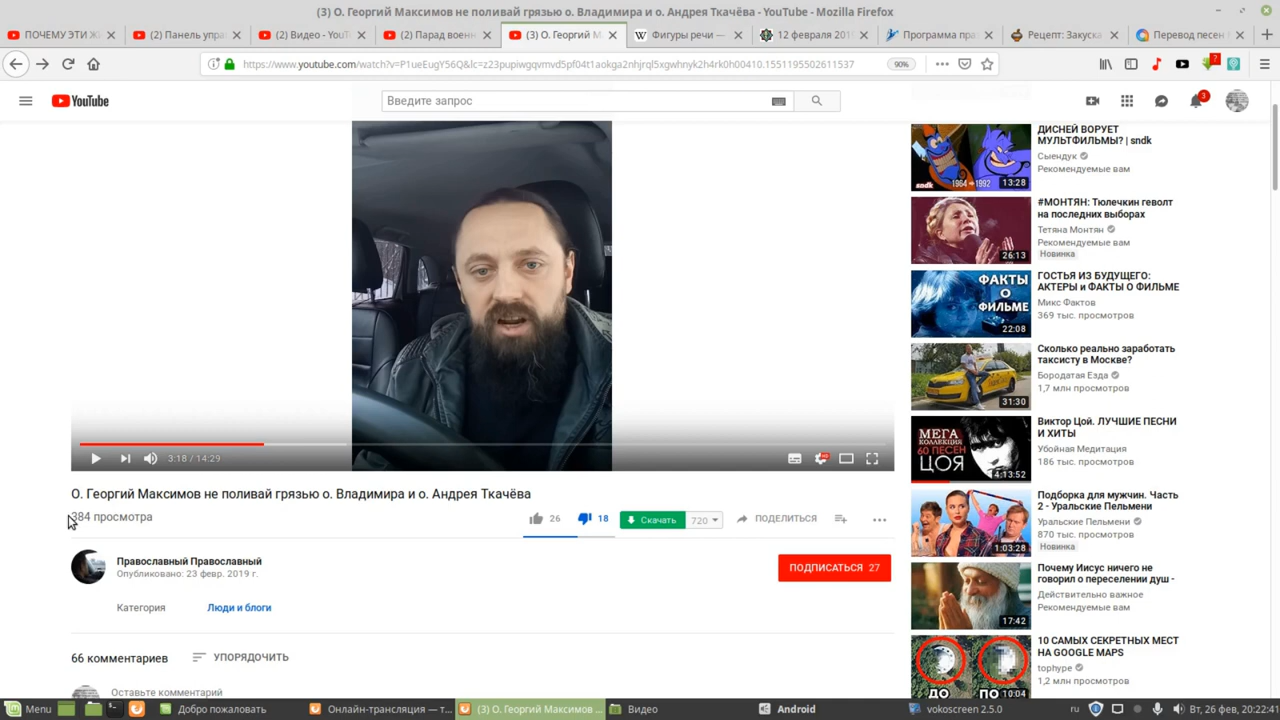 (3) О. Георгий Максимов не поливай грязью о. Владимира и о. Андрея Ткачёва - YouTube - Mozilla Firefox
ПОЧЕМУ ЭТИ Ж
(2) Панель упра
(2) Видео - YouT
(2) Парад воен
(3) О. Георгий М
Фигуры речи —
12 февраля 201
Программа пра
Рецепт: Закуска
Перевод песен
https://www.youtube.com/watch?v=P1ueEugY56Q&lc=z23pupiwgqvrmvd5pf04t1aokga2nhjrql5xgwhnyk2h4rk0h00410.1551195502611537
90%
7
YouTube
Введите запрос
3
3:18 / 14:29
О. Георгий Максимов не поливай грязью о. Владимира и о. Андрея Ткачёва
384 просмотра
26
18
Скачать
720
ПОДЕЛИТЬСЯ
Православный Православный
Опубликовано: 23 февр. 2019 г.
ПОДПИСАТЬСЯ 27
Категория
Люди и блоги
66 комментариев
УПОРЯДОЧИТЬ
Оставьте комментарий
sndk
1964
1992
13:28
ДИСНЕЙ ВОРУЕТ
МУЛЬТФИЛЬМЫ? | sndk
Сыендук
Рекомендуемые вам
26:13
#МОНТЯН: Тюлечкин геволт
на последних выборах
Тетяна Монтян
Рекомендуемые вам
Новинка
ФАКТЫ
О
ФИЛЬМЕ
22:08
ГОСТЬЯ ИЗ БУДУЩЕГО:
АКТЕРЫ и ФАКТЫ О ФИЛЬМЕ
Микс Фактов
369 тыс. просмотров
31:30
Сколько реально заработать
таксисту в Москве?
Бородатая Езда
1,7 млн просмотров
МЕГА
КОЛЛЕКЦИЯ
60 ПЕСЕН
ЦОЯ
4:13:52
Виктор Цой. ЛУЧШИЕ ПЕСНИ
И ХИТЫ
Убойная Медитация
186 тыс. просмотров
1:03:28
Подборка для мужчин. Часть
2 - Уральские Пельмени
Уральские Пельмени
870 тыс. просмотров
Новинка
17:42
Почему Иисус ничего не
говорил о переселении душ -
Действительно важное
Рекомендуемые вам
ДО
ПО
10:04
10 САМЫХ СЕКРЕТНЫХ МЕСТ
НА GOOGLE MAPS
tophype
1,2 млн просмотров
Menu
Добро пожаловать
Онлайн-трансляция — т...
(3) О. Георгий Максимов ...
Видео
Android
vokoscreen 2.5.0
ru
Вт, 26 фев, 20:22:41